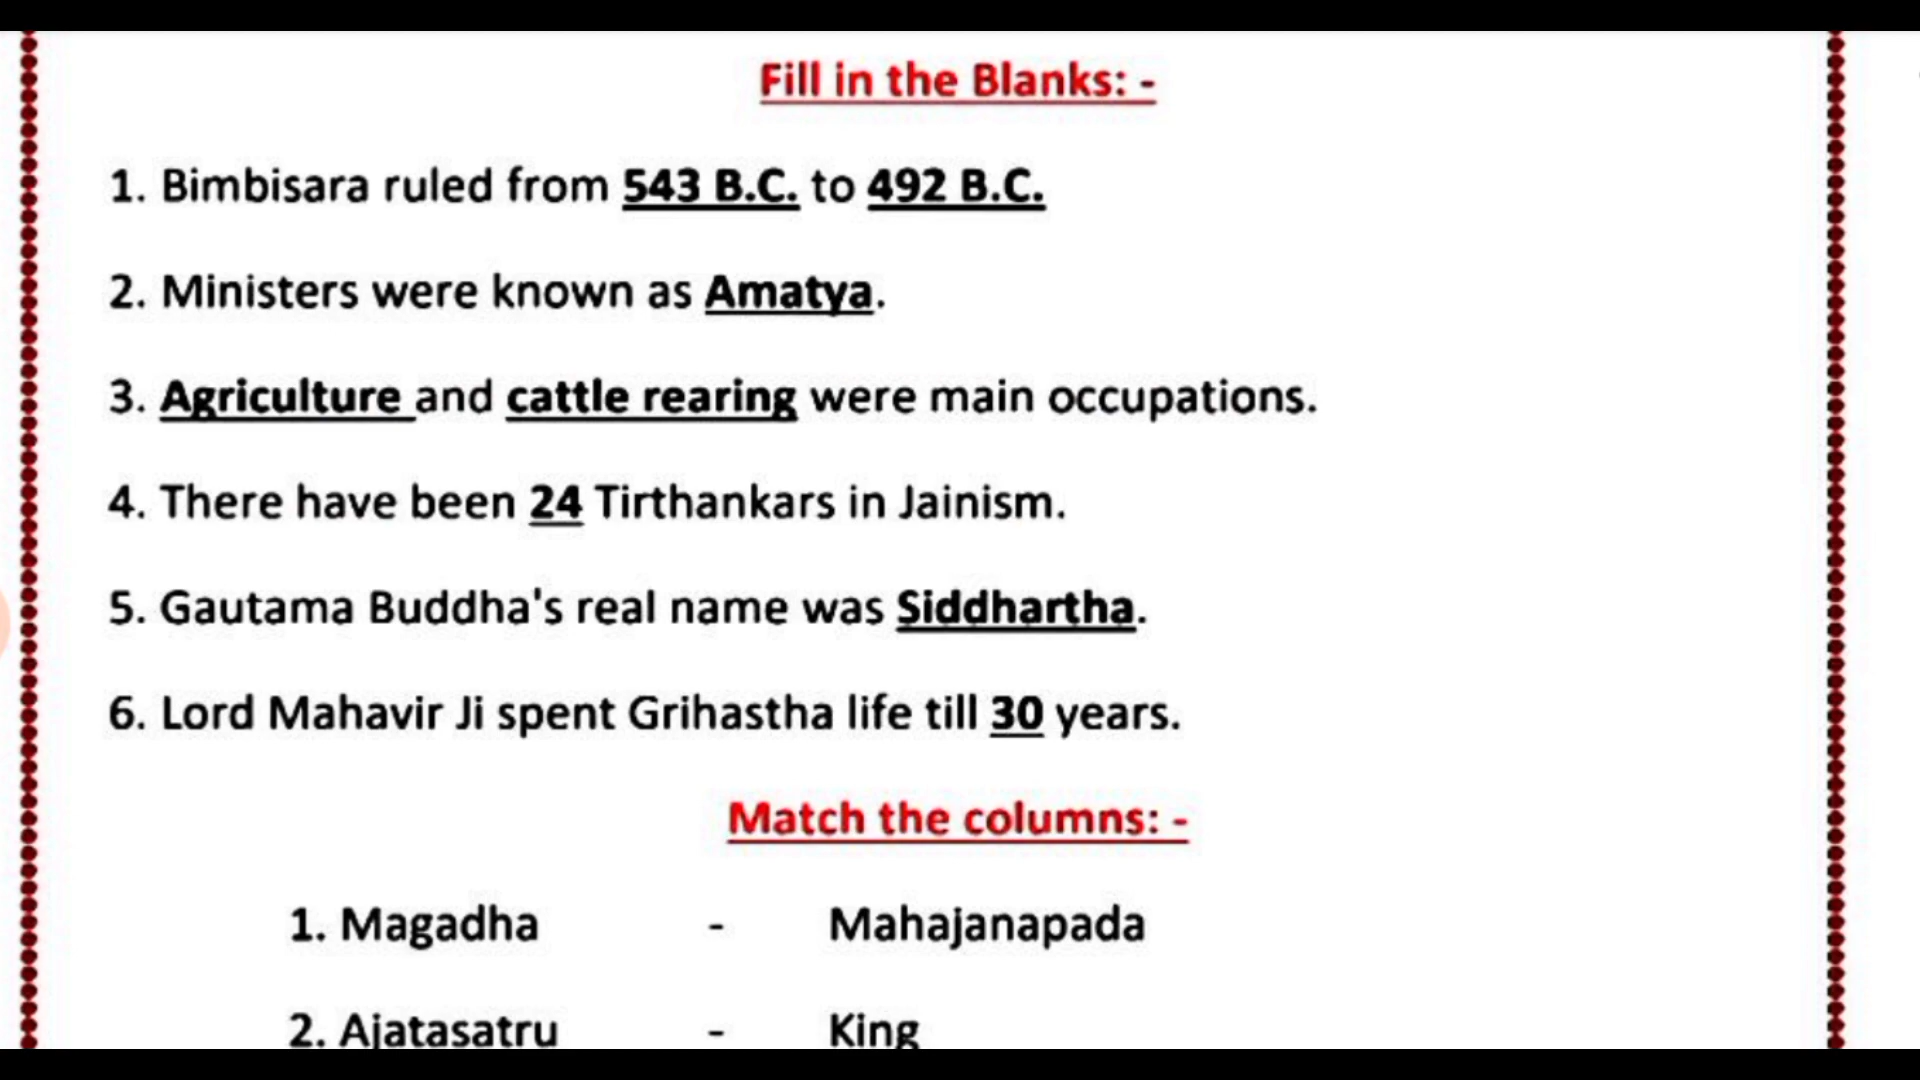 Fill in the Blanks: -
1. Bimbisara ruled from 543 B.C. to 492 B.C.
2. Ministers were known as Amatya.
3. Agriculture and cattle rearing were main occupations.
4. There have been 24 Tirthankars in Jainism.
5. Gautama Buddha's real name was Siddhartha.
6. Lord Mahavir Ji spent Grihastha life till 30 years.
Match the columns: -
1. Magadha - Mahajanapada
2. Ajatasatru - King